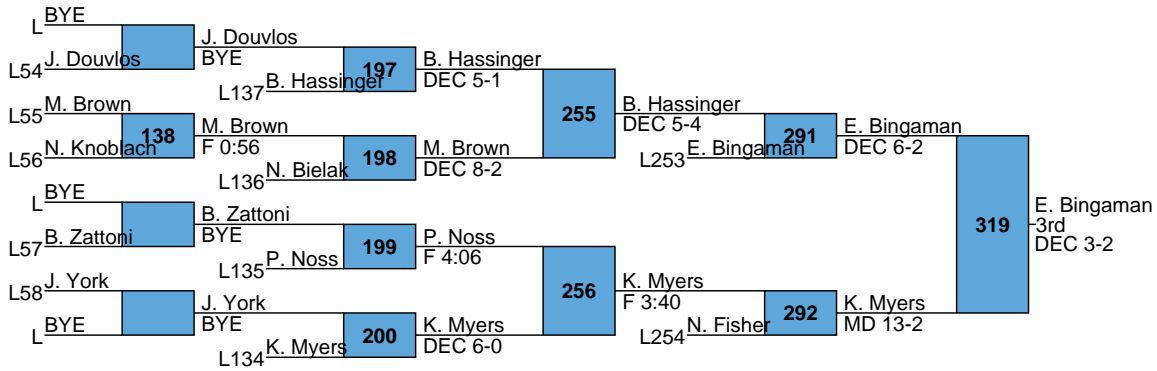 L BYE
L54 J. Douvlos
J. Douvlos
BYE
L137 B. Hassinger
197
B. Hassinger
DEC 5-1
L55 M. Brown
138
L56 N. Knoblach
M. Brown
F 0:56
L136 N. Bielak
198
M. Brown
DEC 8-2
255
B. Hassinger
DEC 5-4
L253 E. Bingaman
291
E. Bingaman
DEC 6-2
L BYE
L57 B. Zattoni
B. Zattoni
BYE
L135 P. Noss
199
P. Noss
F 4:06
L58 J. York
L BYE
J. York
BYE
L134 K. Myers
200
K. Myers
DEC 6-0
256
K. Myers
F 3:40
L254 N. Fisher
292
K. Myers
MD 13-2
319
E. Bingaman
3rd
DEC 3-2